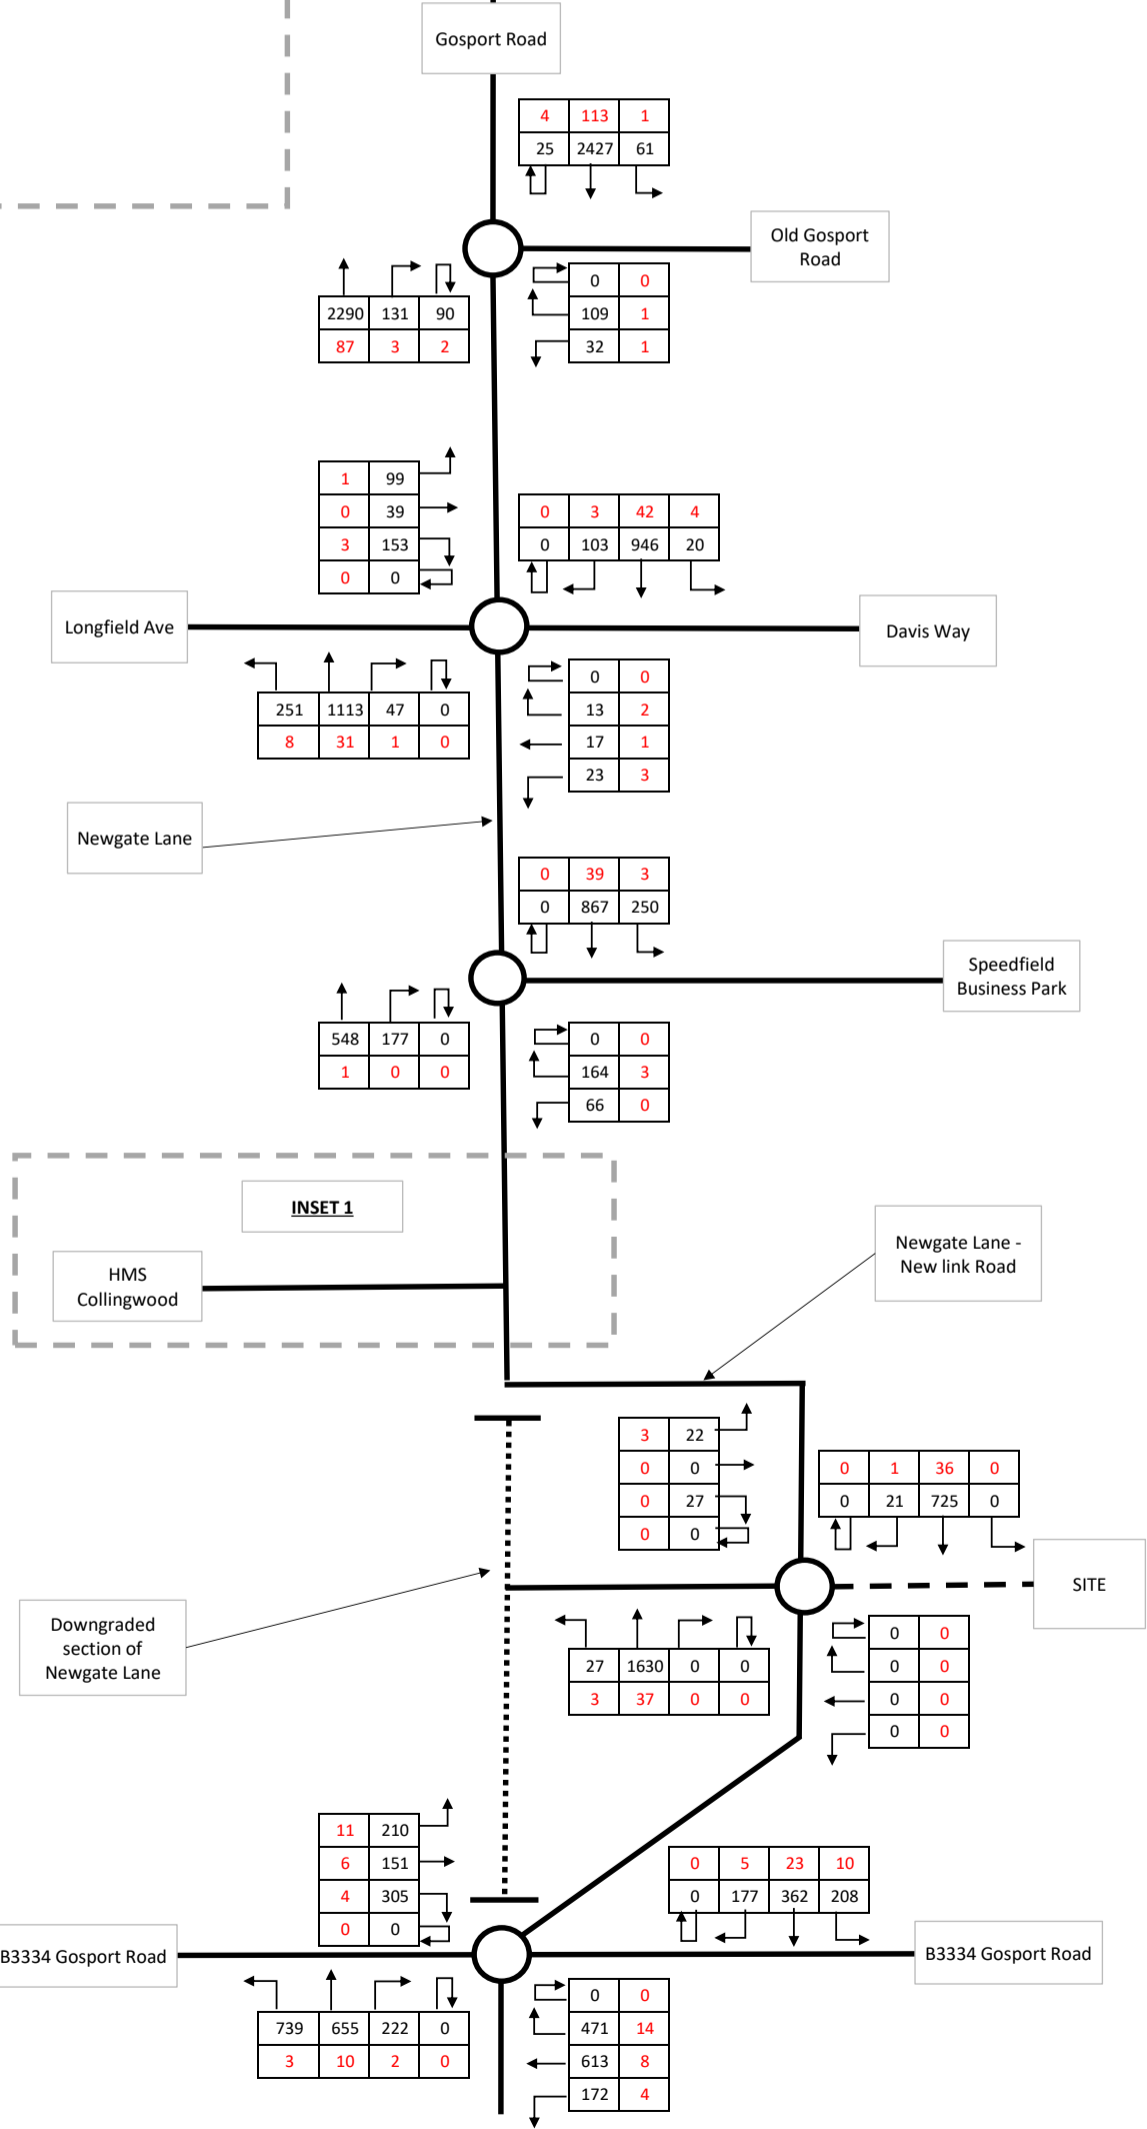 Gosport Road
4 113 1
25 2427 61
Old Gosport
Road
0 0
109 1
32 1
2290 131 90
87 3 2
1 99
0 39
3 153
0 0
0 3 42 4
0 103 946 20
Longfield Ave
Davis Way
251 1113 47 0
8 31 1 0
0 0
13 2
17 1
23 3
Newgate Lane
0 39 3
0 867 250
Speedfield
Business Park
548 177 0
1 0 0
0 0
164 3
66 0
INSET 1
HMS
Collingwood
Newgate Lane -
New link Road
3 22
0 0
0 27
0 0
0 1 36 0
0 21 725 0
SITE
Downgraded
section of
Newgate Lane
27 1630 0 0
3 37 0 0
0 0
0 0
0 0
0 0
11 210
6 151
4 305
0 0
0 5 23 10
0 177 362 208
B3334 Gosport Road
B3334 Gosport Road
739 655 222 0
3 10 2 0
0 0
471 14
613 8
172 4